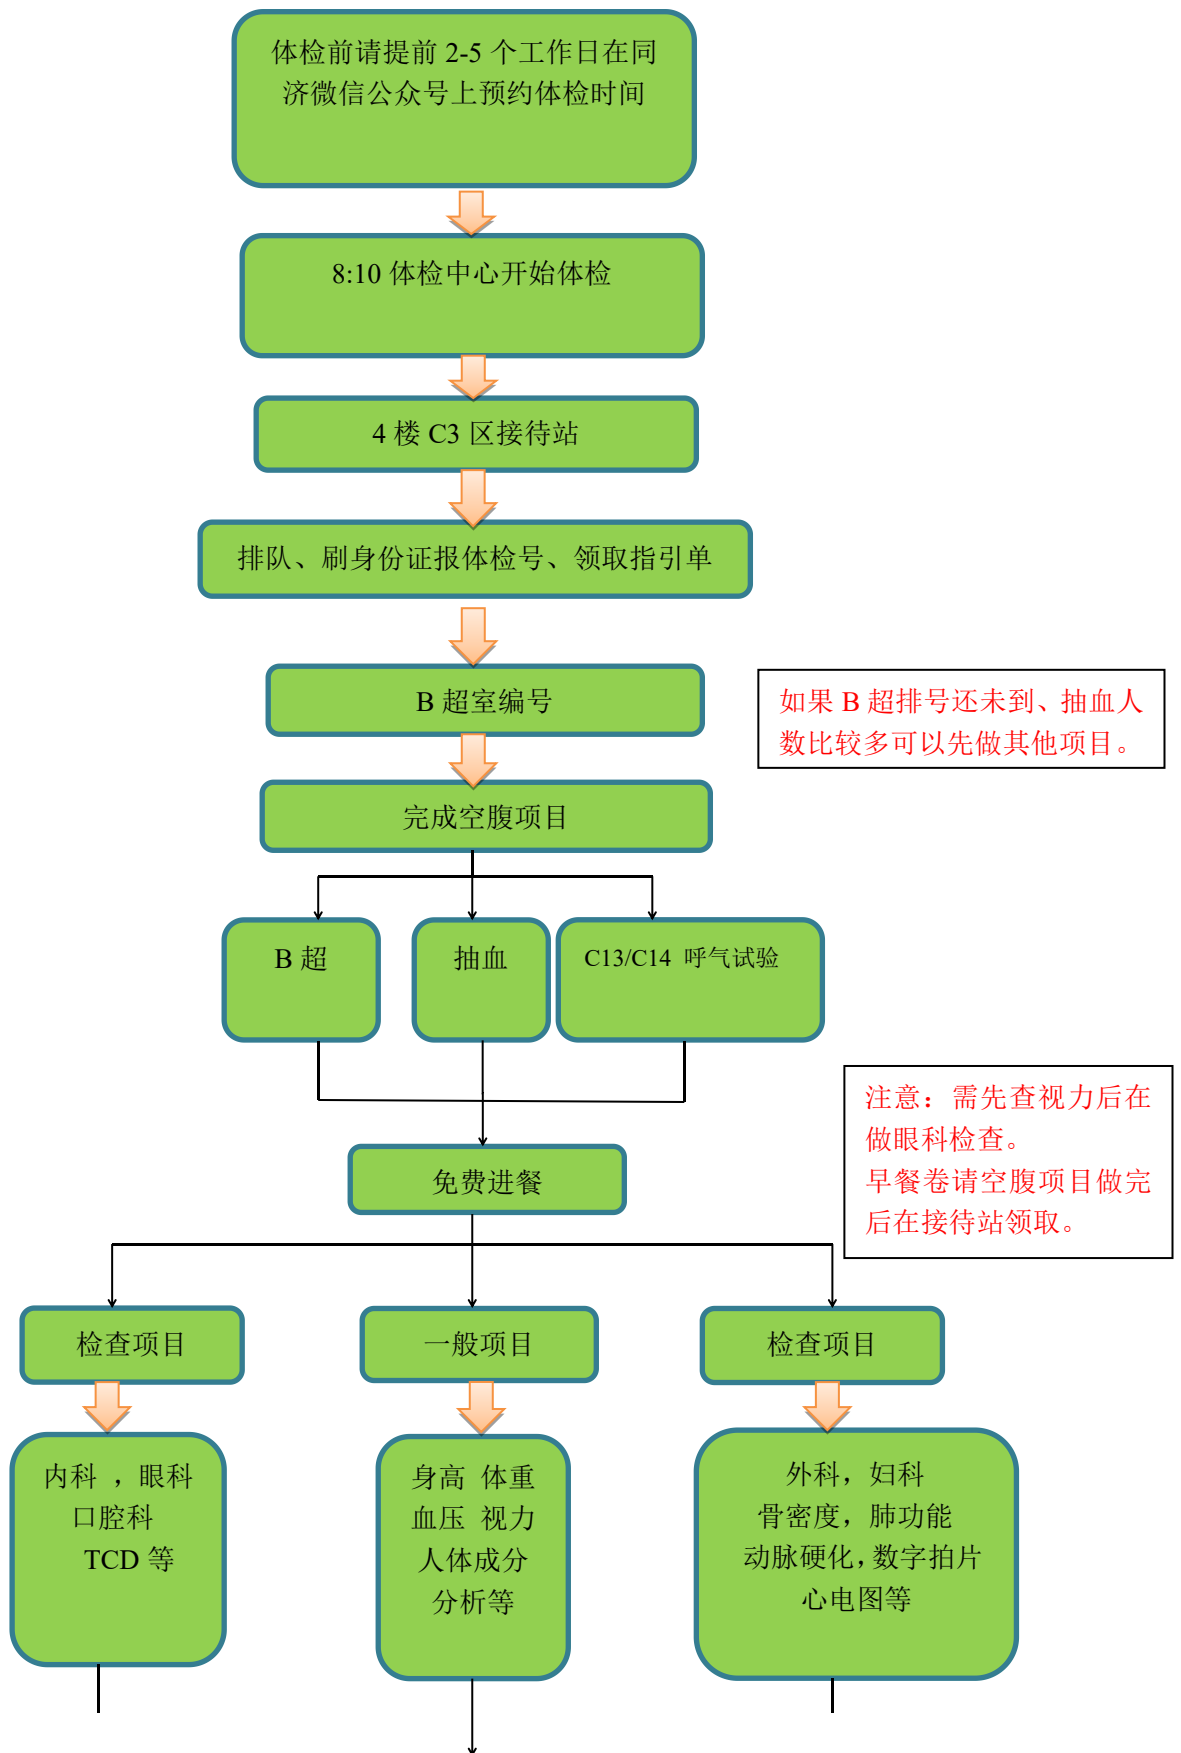 体检前请提前 2-5 个工作日在同
济微信公众号上预约体检时间
8:10 体检中心开始体检
4 楼 C3 区接待站
排队、刷身份证报体检号、领取指引单
B 超室编号
如果 B 超排号还未到、抽血人
数比较多可以先做其他项目。
完成空腹项目
B 超
抽血
C13/C14 呼气试验
注意：需先查视力后在
做眼科检查。
早餐卷请空腹项目做完
后在接待站领取。
免费进餐
检查项目
一般项目
检查项目
内科 ，眼科
口腔科
TCD 等
身高 体重
血压 视力
人体成分
分析等
外科，妇科
骨密度，肺功能
动脉硬化，数字拍片
心电图等